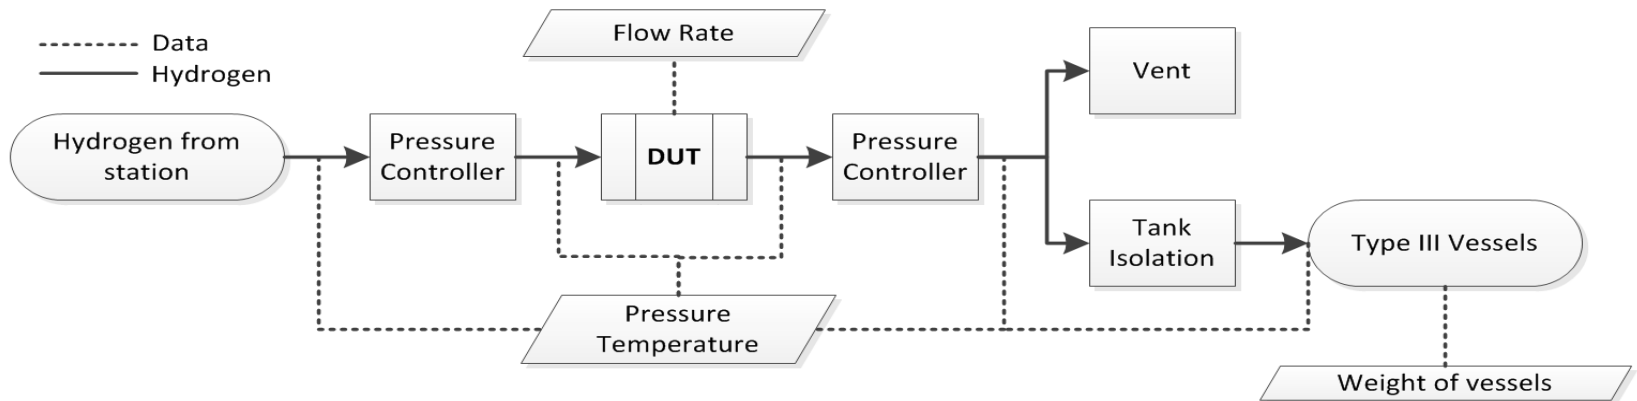 Data
Hydrogen
Flow Rate
Vent
Hydrogen from
station
Pressure
Controller
DUT
Pressure
Controller
Tank
Isolation
Type III Vessels
Pressure
Temperature
Weight of vessels